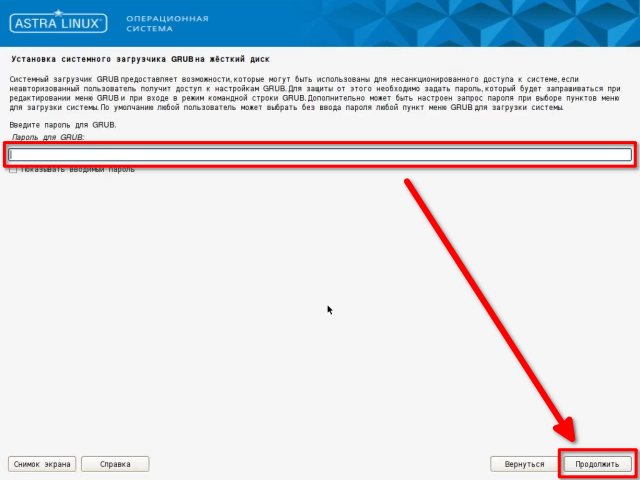 ASTRA LINUX®
ОПЕРАЦИОННАЯ
СИСТЕМА
Установка системного загрузчика GRUB на жёсткий диск
Системный загрузчик GRUB предоставляет возможности, которые могут быть использованы для несанкционированного доступа к системе, если
неавторизованный пользователь получит доступ к настройкам GRUB. Для защиты от этого необходимо задать пароль, который будет запрашиваться при
редактировании меню GRUB и при входе в режим командной строки GRUB. Дополнительно может быть настроен запрос пароля при выборе пунктов меню
для загрузки системы. По умолчанию любой пользователь может выбрать без ввода пароля любой пункт меню GRUB для загрузки системы.
Введите пароль для GRUB.
Пароль для GRUB:
Показывать вводимый пароль
Снимок экрана
Справка
Вернуться
Продолжить